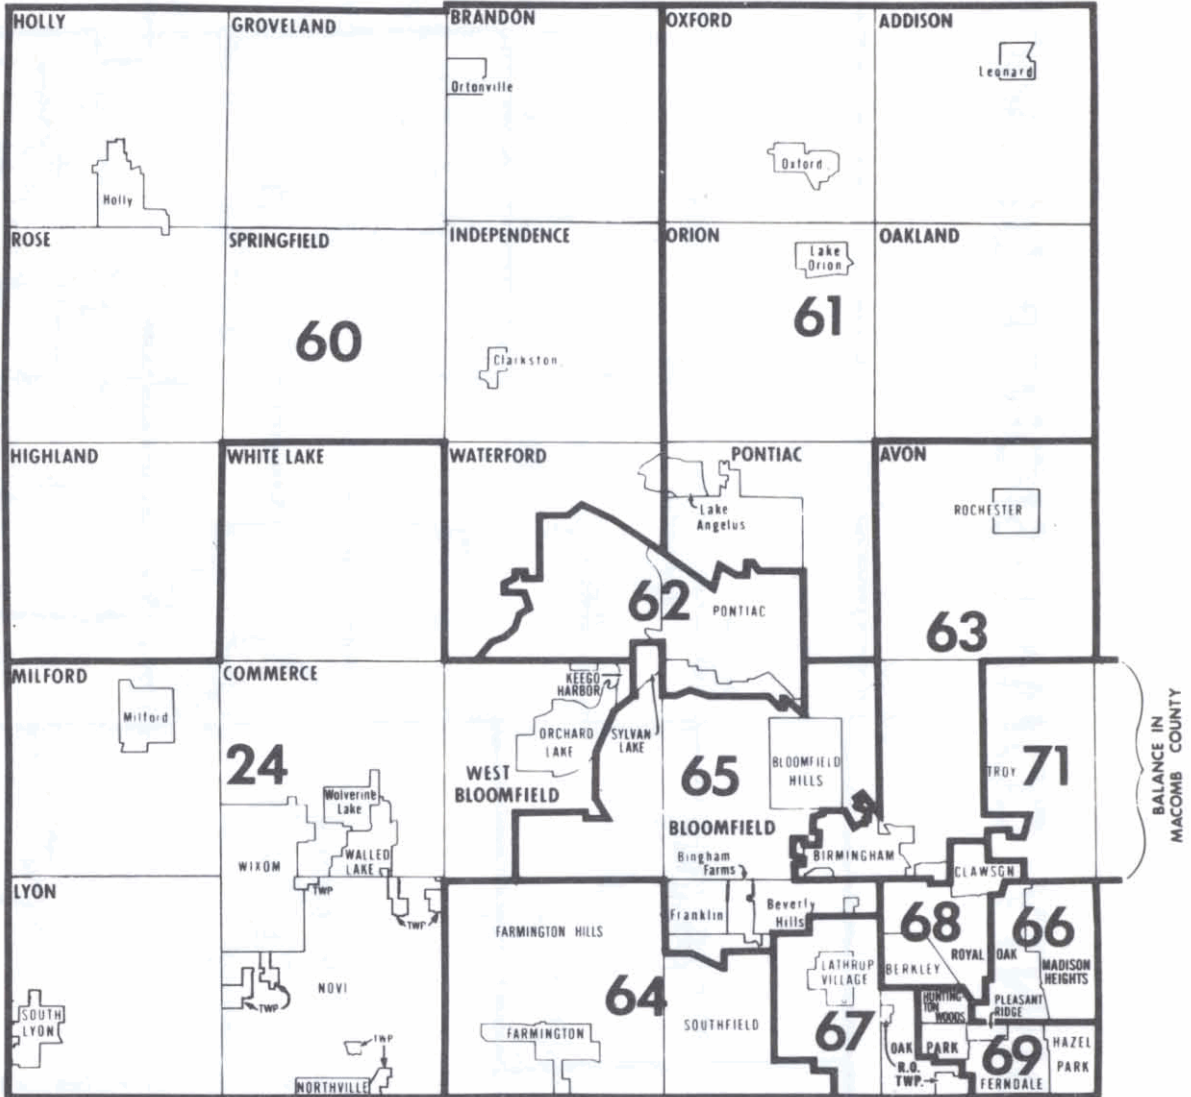 HOLLY
GROVELAND
BRANDON
OXFORD
ADDISON
Ortonville
Leonard
Oxford
Holly
ROSE
SPRINGFIELD
INDEPENDENCE
ORION
OAKLAND
Lake
Orion
60
61
Clarkston
HIGHLAND
WHITE LAKE
WATERFORD
PONTIAC
AVON
Lake
Angelus
ROCHESTER
62
PONTIAC
63
MILFORD
COMMERCE
KEEGO
HARBOR
Milford
ORCHARD
LAKE
SYLVAN
LAKE
24
WEST
BLOOMFIELD
65
BLOOMFIELD
HILLS
TROY
71
BALANCE IN
MACOMB COUNTY
Wolverine
Lake
BLOOMFIELD
WIXOM
WALLED
LAKE
Bingham
Farms
BIRMINGHAM
CLAWSON
LYON
TWP
TWP
FARMINGTON HILLS
Franklin
Beverly
Hills
68
66
ROYAL
OAK
BERKLEY
MADISON
HEIGHTS
LATHRUP
VILLAGE
NOVI
TWP
64
HUNTING-
TON
WOODS
PLEASANT
RIDGE
SOUTH
LYON
FARMINGTON
SOUTHFIELD
67
OAK
PARK
69
HAZEL
PARK
TWP
R.O.
TWP.
FERNDALE
NORTHVILLE